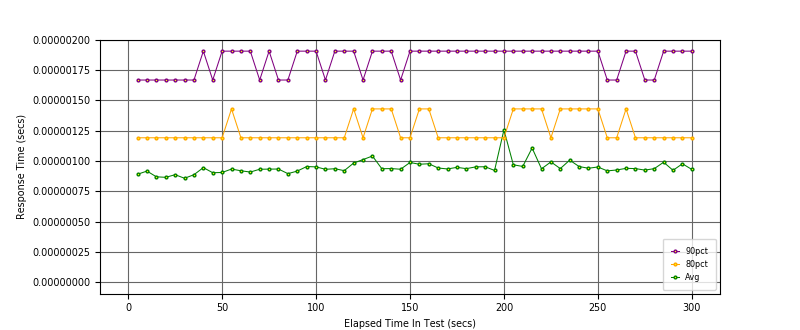 0.00000200
0.00000175
0.00000150
0.00000125
0.00000100
0.00000075
0.00000050
0.00000025
0.00000000
Response Time (secs)
0 50 100 150 200 250 300
Elapsed Time In Test (secs)
90pct
80pct
Avg